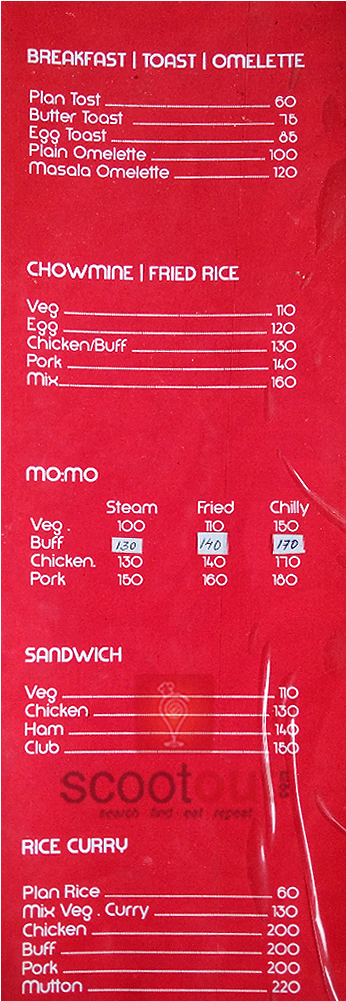 BREAKFAST | TOAST | OMELETTE
Plan Tost 60
Butter Toast 75
Egg Toast 85
Plain Omelette 100
Masala Omelette 120
CHOWMINE | FRIED RICE
Veg 110
Egg 120
Chicken/Buff 130
Pork 140
Mix 160
MO:MO
Steam Fried Chilly
Veg . 100 110 150
Buff 130 140 170
Chicken. 130 140 170
Pork 150 160 180
SANDWICH
Veg 110
Chicken 130
Ham 140
Club 150
scootout.com
search · find · eat · repeat
RICE CURRY
Plan Rice 60
Mix Veg . Curry 130
Chicken 200
Buff 200
Pork 200
Mutton 220